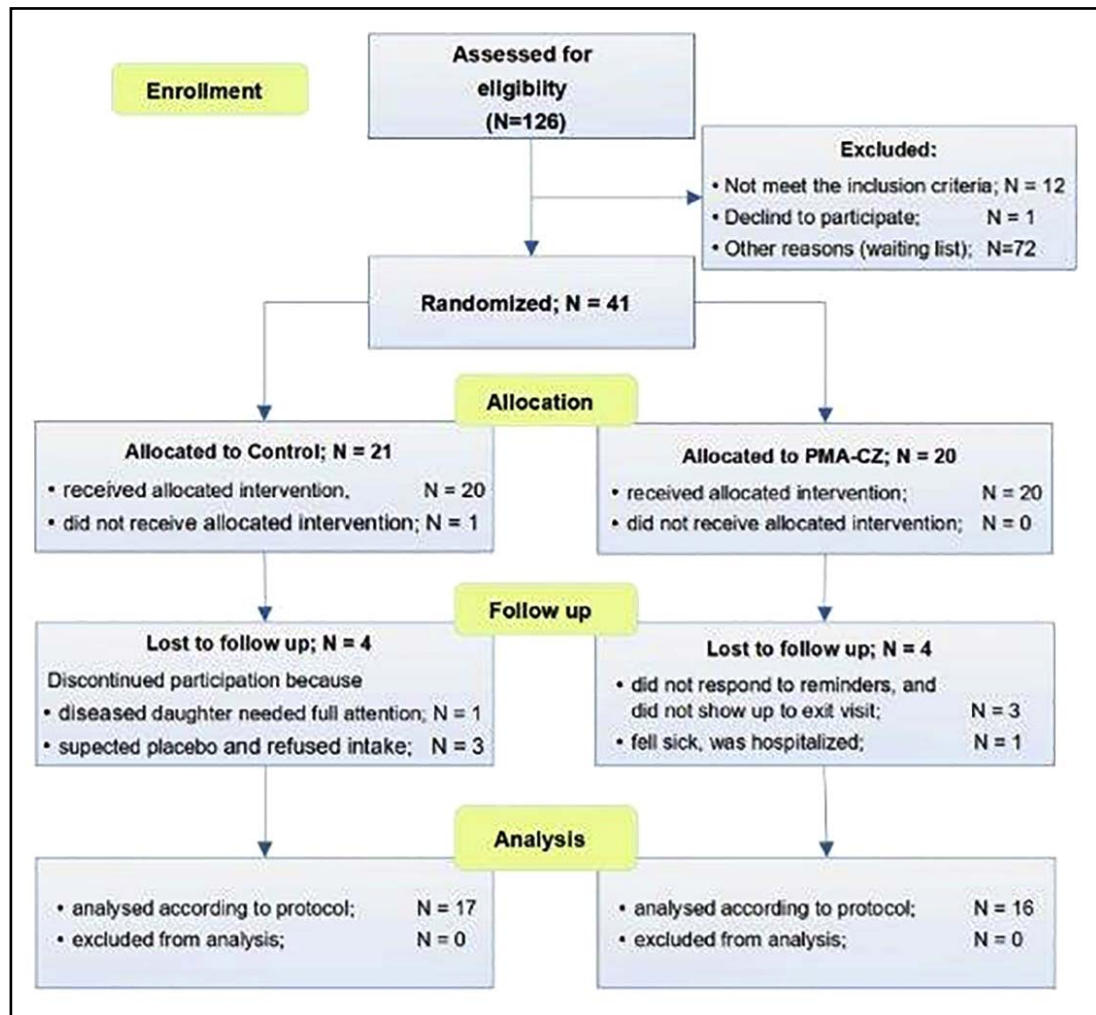 Enrollment
Assessed for
eligibiity
(N=126)
Excluded:
• Not meet the inclusion criteria; N = 12
• Declind to participate; N = 1
• Other reasons (waiting list); N=72
Randomized; N = 41
Allocation
Allocated to Control; N = 21
• received allocated intervention, N = 20
• did not receive allocated intervention; N = 1
Allocated to PMA-CZ; N = 20
• received allocated intervention; N = 20
• did not receive allocated intervention; N = 0
Follow up
Lost to follow up; N = 4
Discontinued participation because
• diseased daughter needed full attention; N = 1
• supected placebo and refused intake; N = 3
Lost to follow up; N = 4
• did not respond to reminders, and
did not show up to exit visit; N = 3
• fell sick, was hospitalized; N = 1
Analysis
• analysed according to protocol; N = 17
• excluded from analysis; N = 0
• analysed according to protocol; N = 16
• excluded from analysis; N = 0